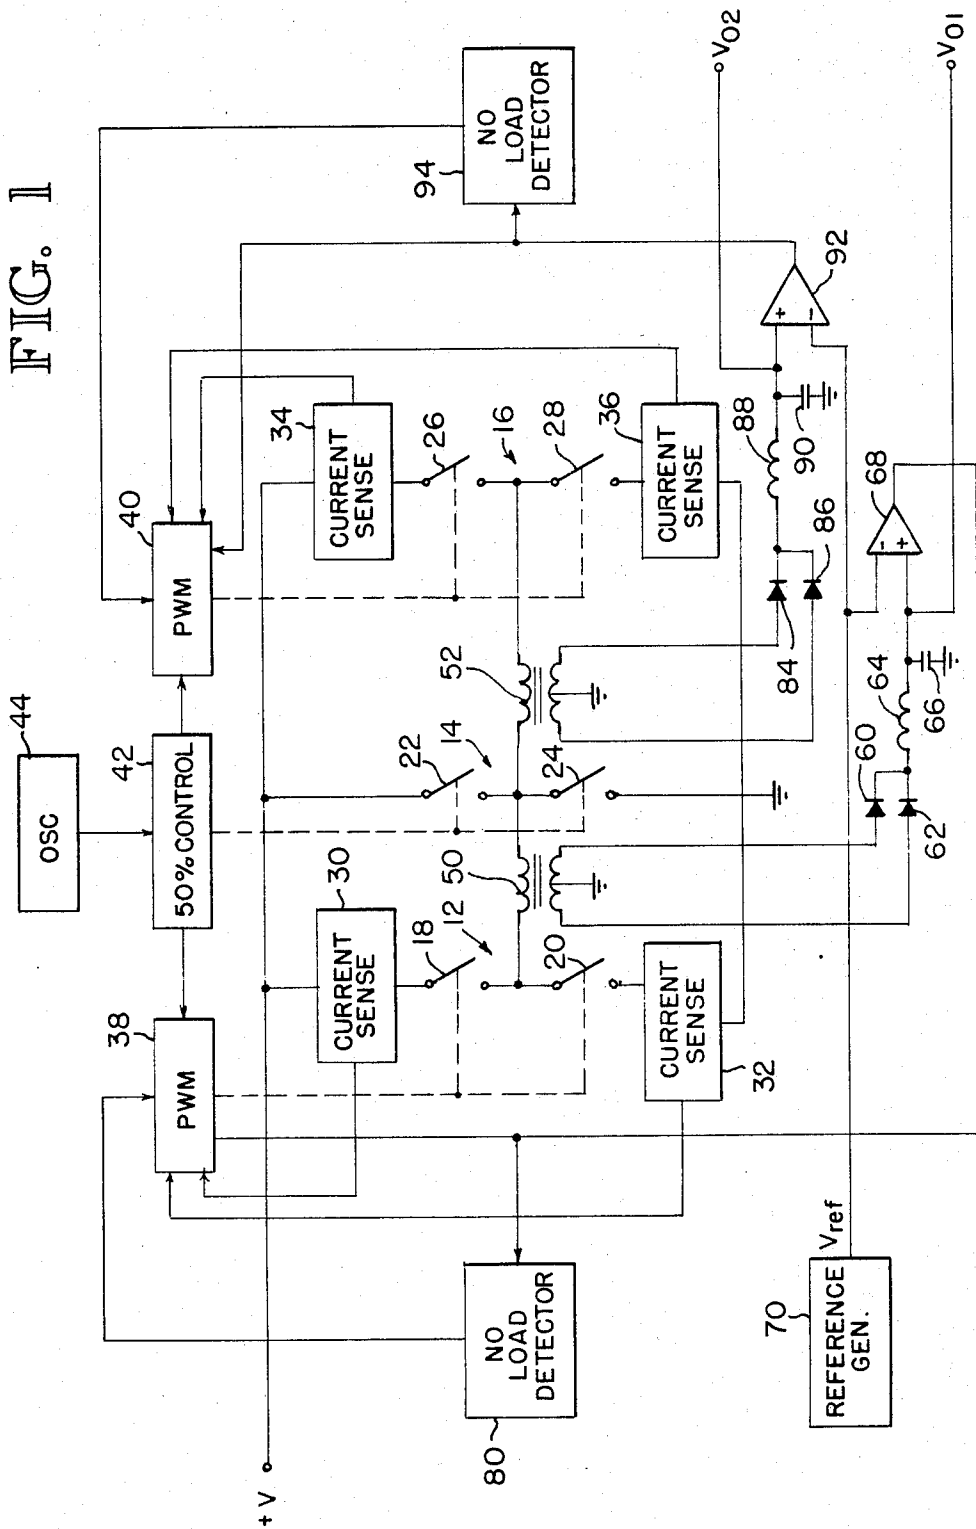 FIG. 1
44
OSC
42
50% CONTROL
38
PWM
40
PWM
94
NO
LOAD
DETECTOR
30
CURRENT
SENSE
34
CURRENT
SENSE
+V
18
12
20
22
14
24
26
16
28
50
52
32
CURRENT
SENSE
36
CURRENT
SENSE
80
NO
LOAD
DETECTOR
84
86
88
90
+
-
92
VO2
60
62
64
66
-
+
68
VO1
70
REFERENCE
GEN.
Vref